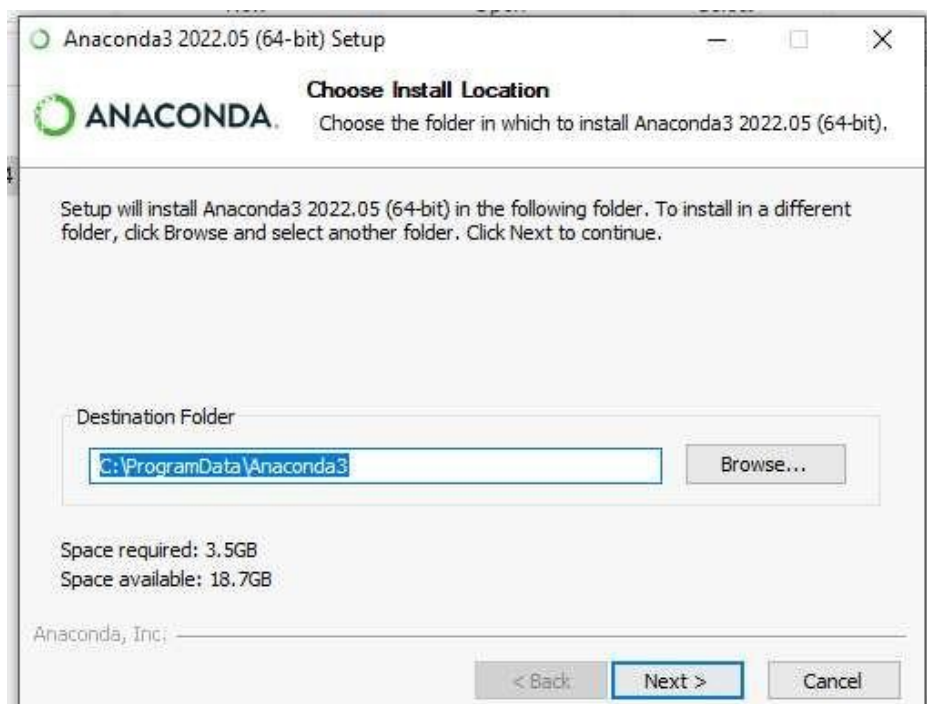 Anaconda3 2022.05 (64-bit) Setup
ANACONDA.
Choose Install Location
Choose the folder in which to install Anaconda3 2022.05 (64-bit).
Setup will install Anaconda3 2022.05 (64-bit) in the following folder. To install in a different
folder, click Browse and select another folder. Click Next to continue.
Destination Folder
C:\ProgramData\Anaconda3
Browse...
Space required: 3.5GB
Space available: 18.7GB
Anaconda, Inc.
< Back
Next >
Cancel